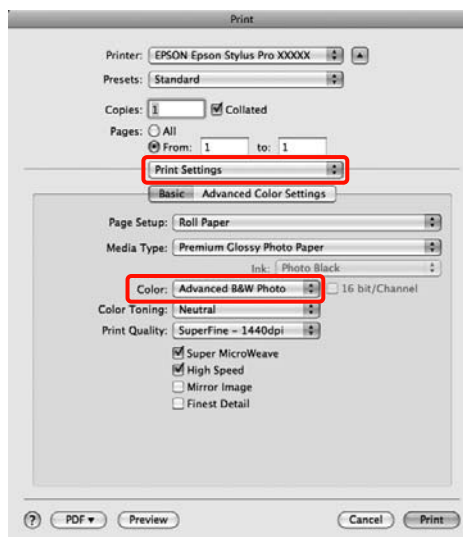 Print
Printer: EPSON Epson Stylus Pro XXXXX
Presets: Standard
Copies: 1 Collated
Pages: All
From: 1 to: 1
Print Settings
Basic Advanced Color Settings
Page Setup: Roll Paper
Media Type: Premium Glossy Photo Paper
Ink: Photo Black
Color: Advanced B&W Photo 16 bit/Channel
Color Toning: Neutral
Print Quality: SuperFine - 1440dpi
Super MicroWeave
High Speed
Mirror Image
Finest Detail
? PDF Preview Cancel Print